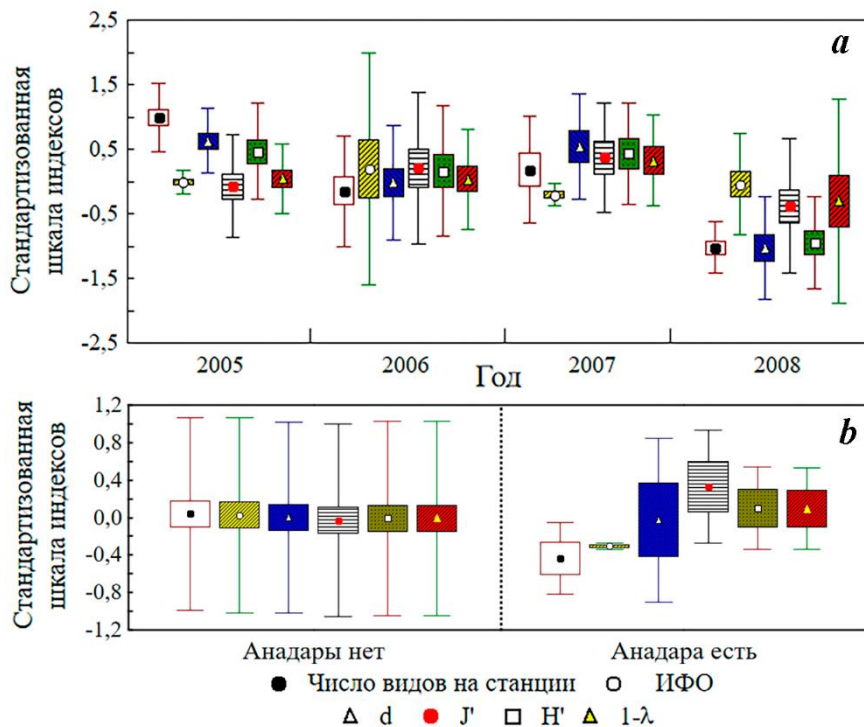 a
Стандартизованная
шкала индексов
2,5
1,5
0,5
-0,5
-1,5
-2,5
2005 2006 2007 2008
Год
b
Стандартизованная
шкала индексов
1,2
0,8
0,4
0,0
-0,4
-0,8
-1,2
Анадары нет Анадара есть
Число видов на станции ИФО
d J' H' 1-λ